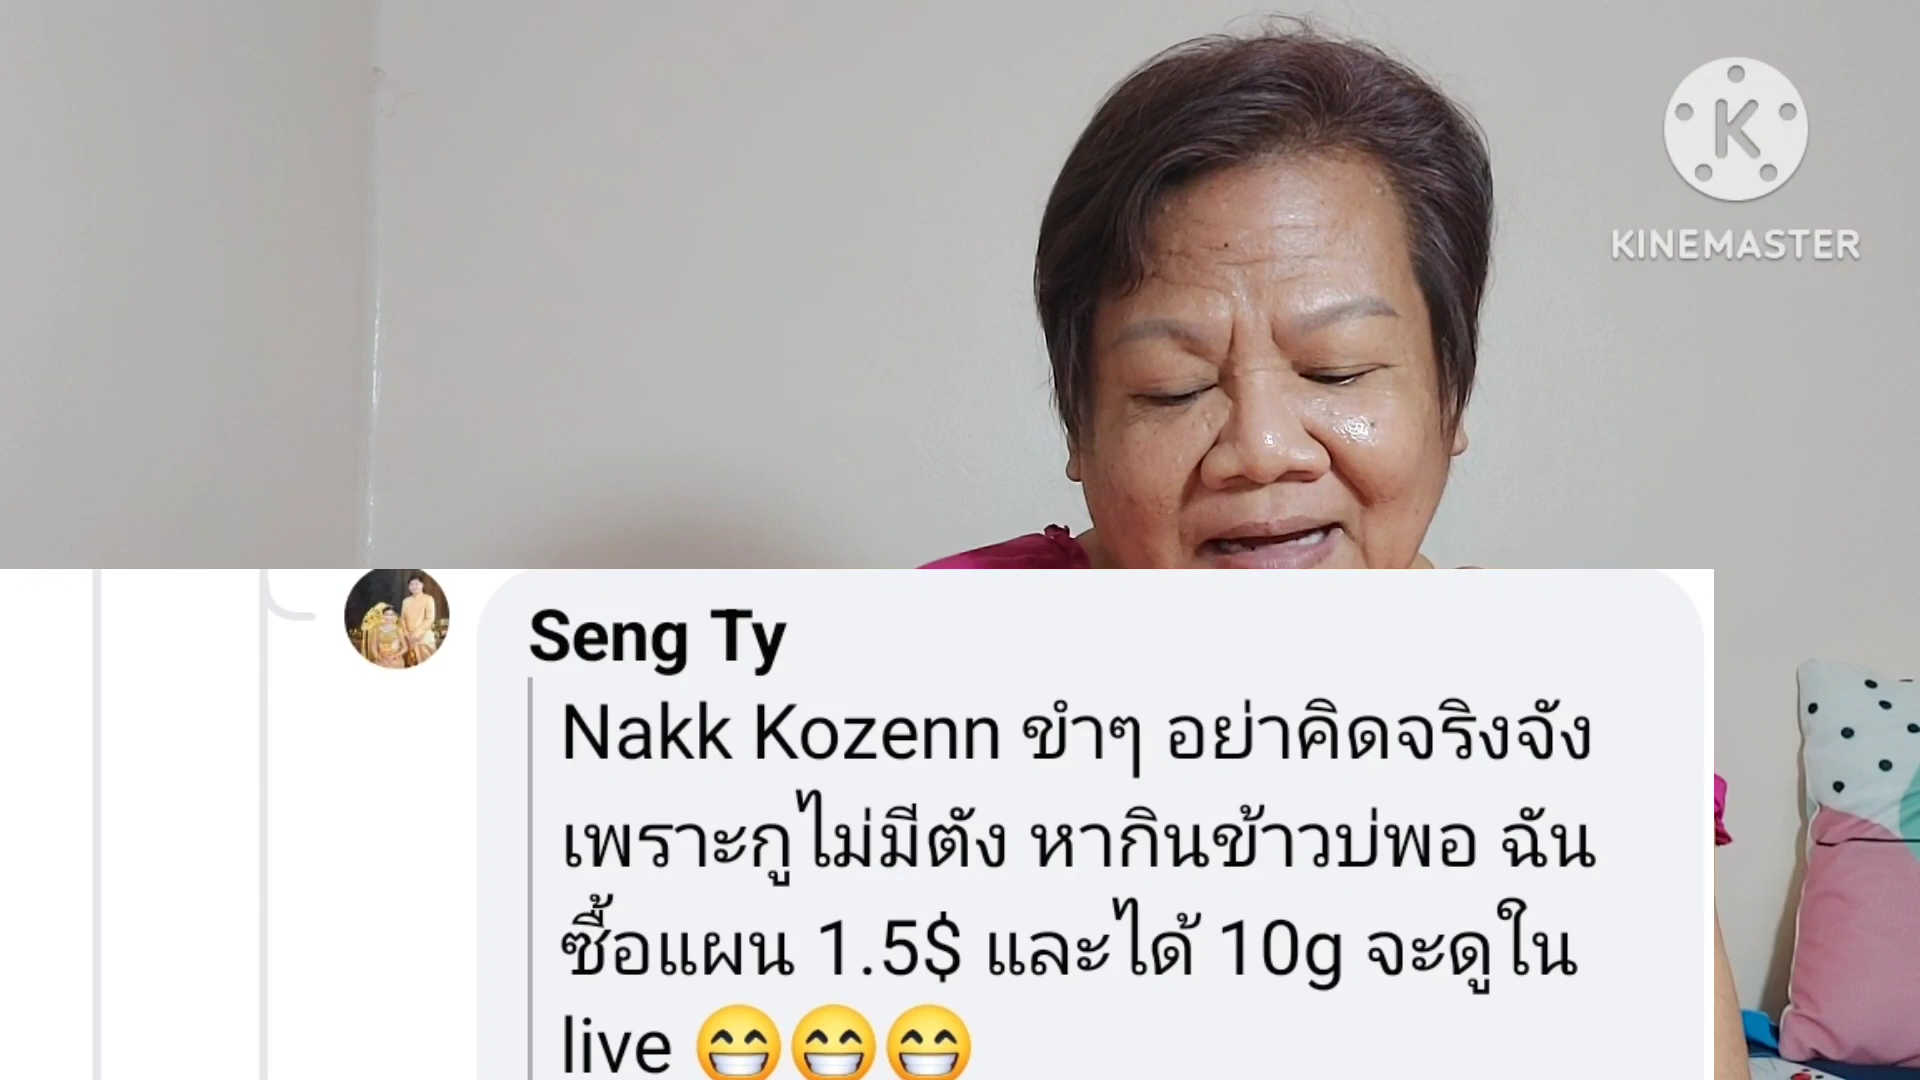 K
KINEMASTER
Seng Ty
Nakk Kozenn ขำๆ อย่าคิดจริงจัง
เพราะกูไม่มีตัง หากินข้าวบ่พอ ฉัน
ซื้อแผน 1.5$ และได้ 10g จะดูใน
live 😁😁😁